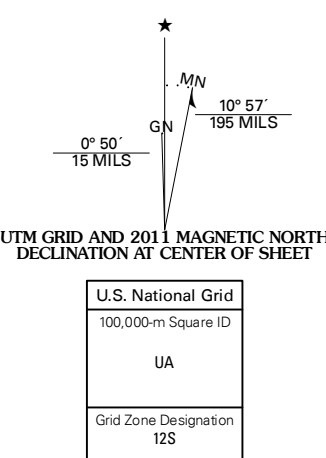 ★
MN
GN
10° 57´
195 MILS
0° 50´
15 MILS
UTM GRID AND 2011 MAGNETIC NORTH
DECLINATION AT CENTER OF SHEET
U.S. National Grid
100,000-m Square ID
UA
Grid Zone Designation
12S